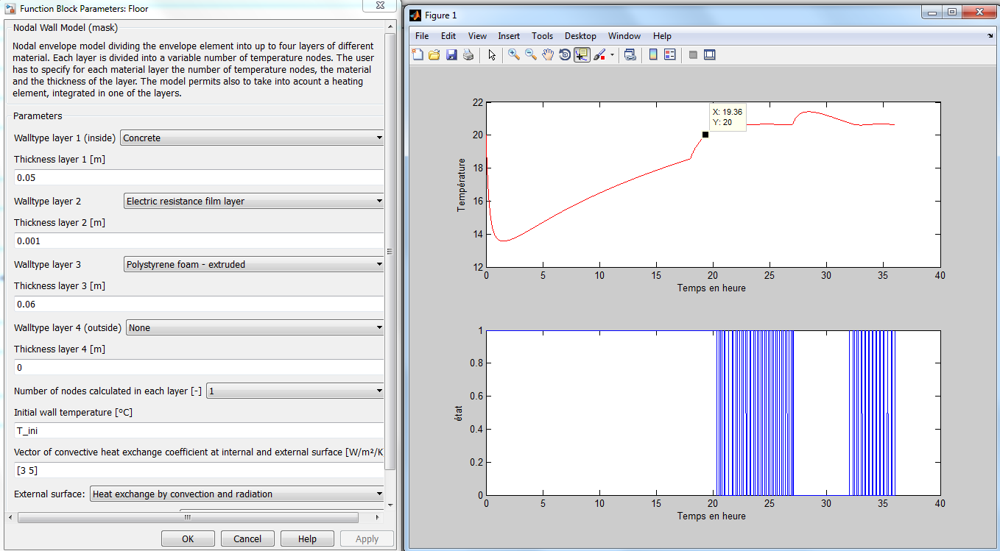 Function Block Parameters: Floor
Nodal Wall Model (mask)
Nodal envelope model dividing the envelope element into up to four layers of different
material. Each layer is divided into a variable number of temperature nodes. The user
has to specify for each material layer the number of temperature nodes, the material
and the thickness of the layer. The model permits also to take into acount a heating
element, integrated in one of the layers.
Parameters
Walltype layer 1 (inside) Concrete
Thickness layer 1 [m]
0.05
Walltype layer 2 Electric resistance film layer
Thickness layer 2 [m]
0.001
Walltype layer 3 Polystyrene foam - extruded
Thickness layer 3 [m]
0.06
Walltype layer 4 (outside) None
Thickness layer 4 [m]
0
Number of nodes calculated in each layer [-] 1
Initial wall temperature [ºC]
T_ini
Vector of convective heat exchange coefficient at internal and external surface [W/m²/K
[3 5]
External surface: Heat exchange by convection and radiation
OK Cancel Help Apply
Figure 1
File Edit View Insert Tools Desktop Window Help
22
20
18
16
14
12
Température
X: 19.36
Y: 20
0 5 10 15 20 25 30 35 40
Temps en heure
1
0.8
0.6
0.4
0.2
0
état
0 5 10 15 20 25 30 35 40
Temps en heure